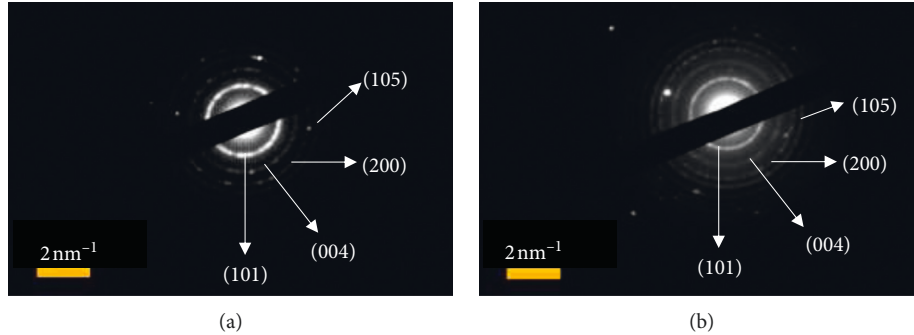 (105)
(200)
(004)
(101)
2 nm⁻¹
(a)
(105)
(200)
(004)
(101)
2 nm⁻¹
(b)